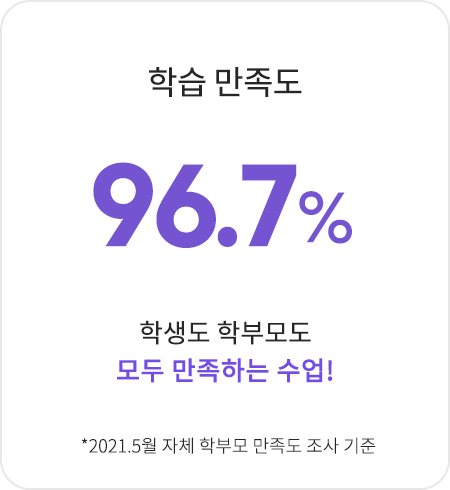 학습 만족도
96.7%
학생도 학부모도
모두 만족하는 수업!
*2021.5월 자체 학부모 만족도 조사 기준